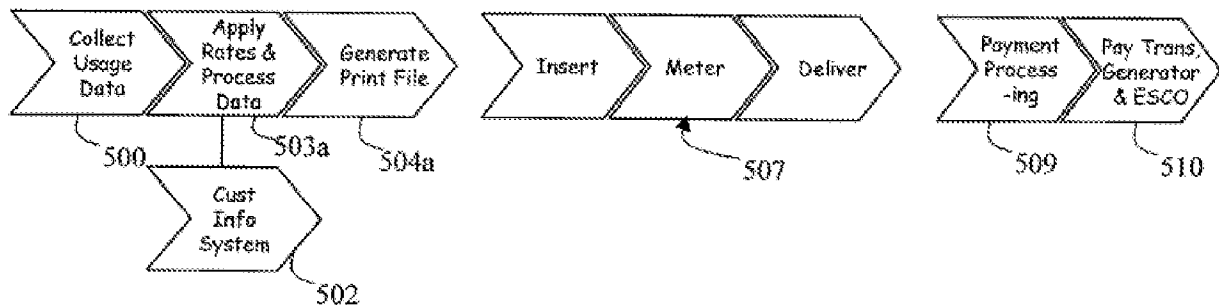 Collect
Usage
Data
Apply
Rates &
Process
Data
Generate
Print File
Insert
Meter
Deliver
Payment
Process
-ing
Pay Trans,
Generator
& ESCO
500
503a
504a
507
509
510
Cust
Info
System
502